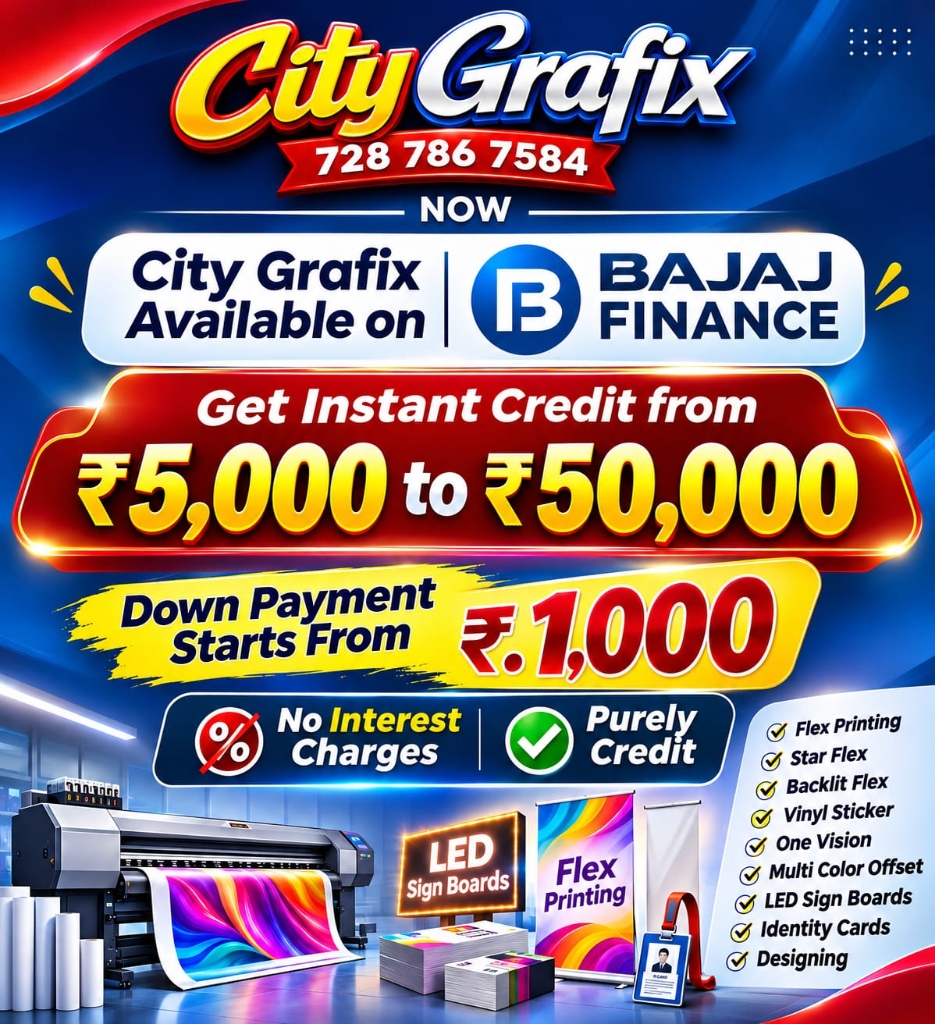 City Grafix
728 786 7584
NOW
City Grafix
Available on
B
BAJAJ
FINANCE
Get Instant Credit from
₹5,000 to ₹50,000
Down Payment
Starts From
₹.1,000
%
No Interest
Charges
Purely
Credit
Flex Printing
Star Flex
Backlit Flex
Vinyl Sticker
One Vision
Multi Color Offset
LED Sign Boards
Identity Cards
Designing
LED
Sign Boards
Flex
Printing